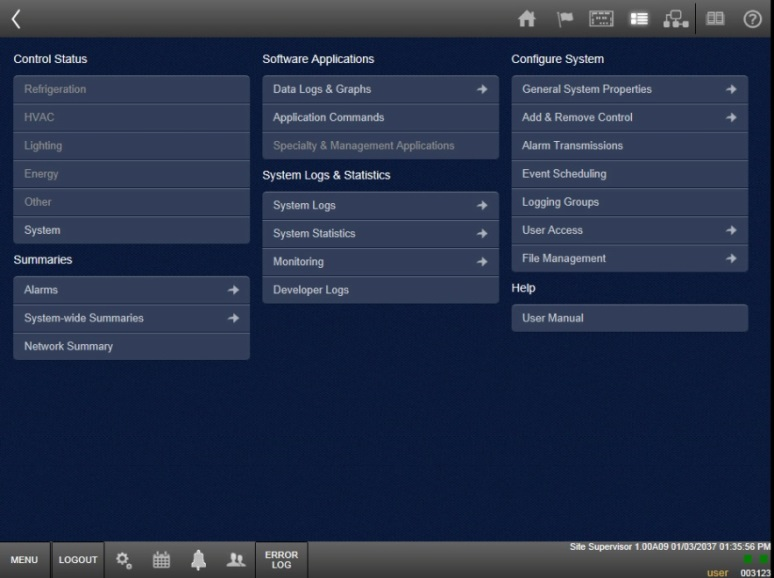 Control Status
Refrigeration
HVAC
Lighting
Energy
Other
System
Summaries
Alarms
System-wide Summaries
Network Summary
Software Applications
Data Logs & Graphs
Application Commands
Specialty & Management Applications
System Logs & Statistics
System Logs
System Statistics
Monitoring
Developer Logs
Configure System
General System Properties
Add & Remove Control
Alarm Transmissions
Event Scheduling
Logging Groups
User Access
File Management
Help
User Manual
MENU
LOGOUT
ERROR
LOG
Site Supervisor 1.00A09 01/03/2037 01:35:56 PM
user 003123